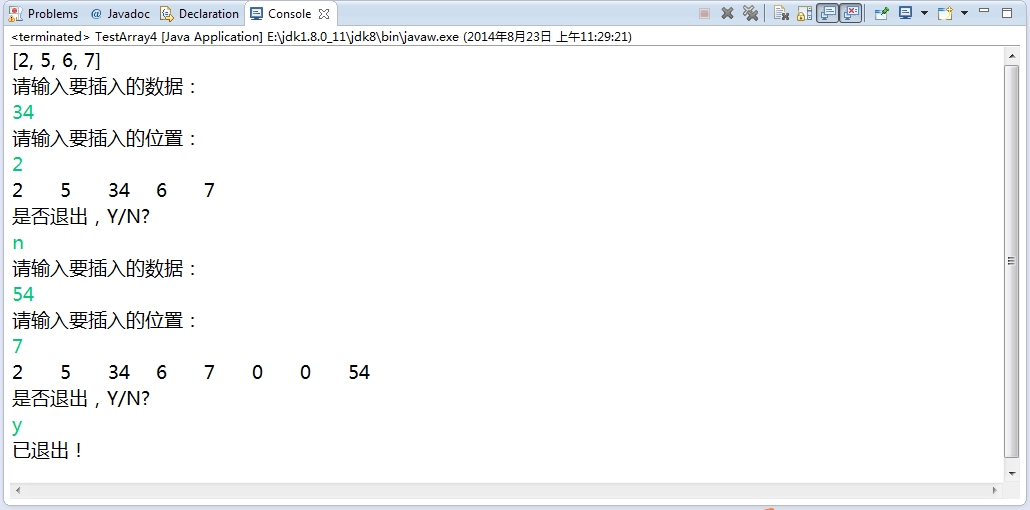 Problems @ Javadoc Declaration Console
<terminated> TestArray4 [Java Application] E:\jdk1.8.0_11\jdk8\bin\javaw.exe (2014年8月23日 上午11:29:21)
[2, 5, 6, 7]
请输入要插入的数据：
34
请输入要插入的位置：
2
2 5 34 6 7
是否退出，Y/N?
n
请输入要插入的数据：
54
请输入要插入的位置：
7
2 5 34 6 7 0 0 54
是否退出，Y/N?
y
已退出！